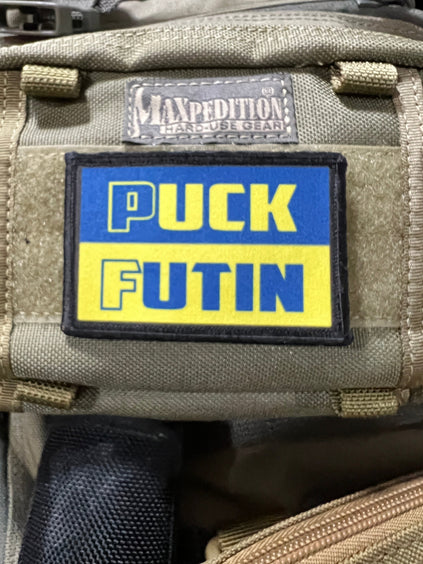 MAXPEDITION®
HARD-USE GEAR
PUCK
FUTIN